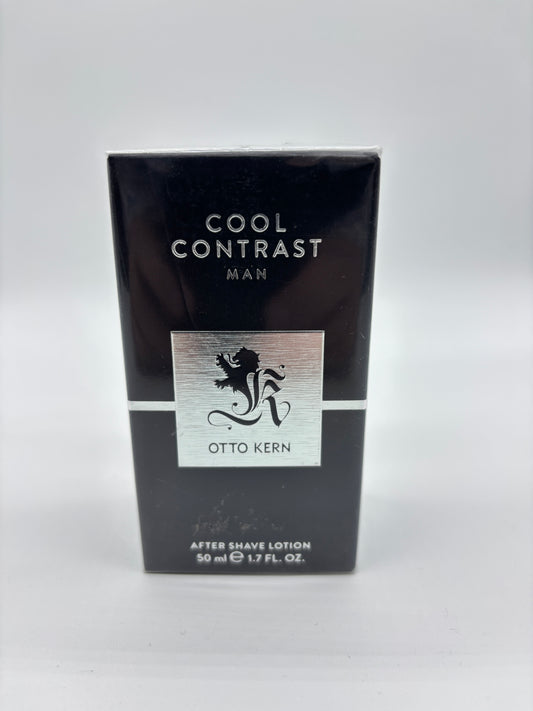 COOL
CONTRAST
MAN
K
OTTO KERN
AFTER SHAVE LOTION
50 ml ℮ 1.7 FL. OZ.